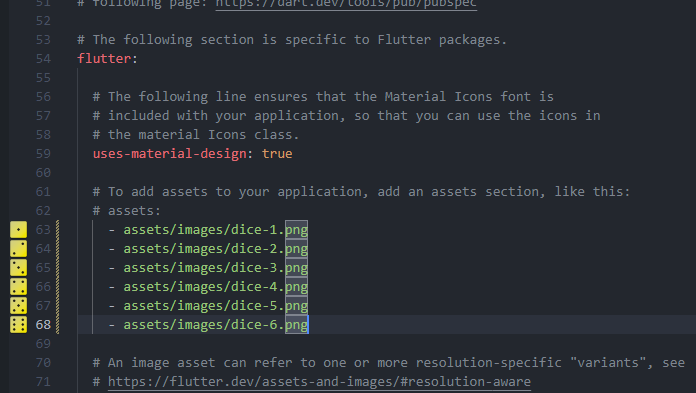 51 # following page: https://dart.dev/tools/pub/pubspec
52
53 # The following section is specific to Flutter packages.
54 flutter:
55
56   # The following line ensures that the Material Icons font is
57   # included with your application, so that you can use the icons in
58   # the material Icons class.
59   uses-material-design: true
60
61   # To add assets to your application, add an assets section, like this:
62   # assets:
63     - assets/images/dice-1.png
64     - assets/images/dice-2.png
65     - assets/images/dice-3.png
66     - assets/images/dice-4.png
67     - assets/images/dice-5.png
68     - assets/images/dice-6.png
69
70   # An image asset can refer to one or more resolution-specific "variants", see
71   # https://flutter.dev/assets-and-images/#resolution-aware